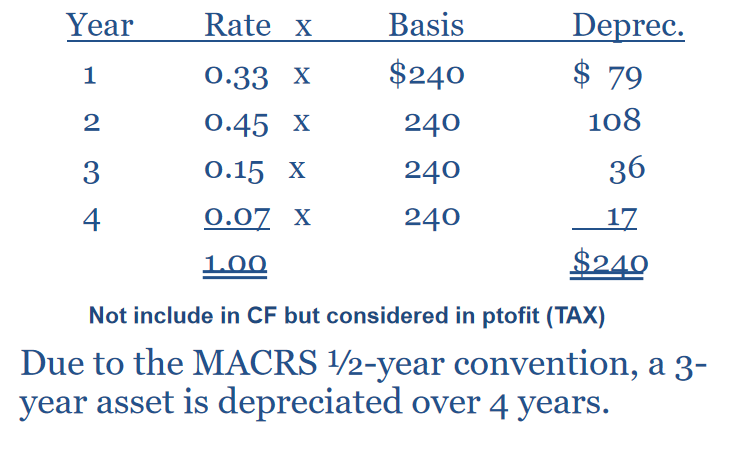 Year Rate x Basis Deprec.
1 0.33 x $240 $ 79
2 0.45 x 240 108
3 0.15 x 240 36
4 0.07 x 240 17
1.00 $240
Not include in CF but considered in ptofit (TAX)
Due to the MACRS ½-year convention, a 3-
year asset is depreciated over 4 years.